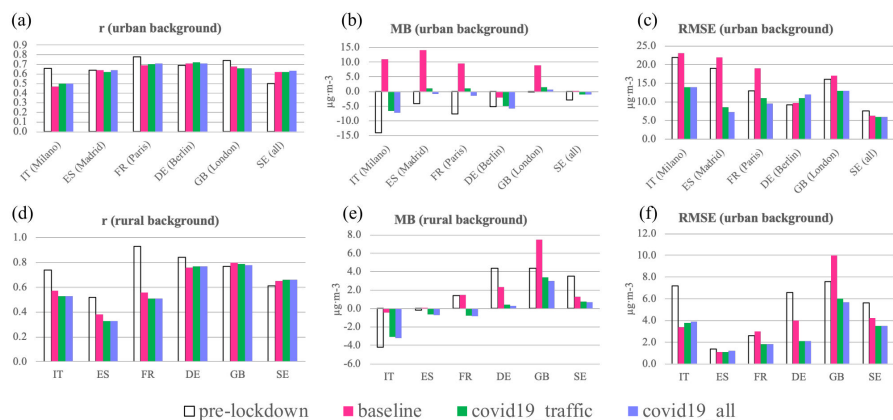 (a)
r (urban background)
0.9
0.8
0.7
0.6
0.5
0.4
0.3
0.2
0.1
0.0
IT (Milano)
ES (Madrid)
FR (Paris)
DE (Berlin)
GB (London)
SE (all)
(b)
MB (urban background)
µg·m-3
15.0
10.0
5.0
0.0
-5.0
-10.0
-15.0
IT (Milano)
ES (Madrid)
FR (Paris)
DE (Berlin)
GB (London)
SE (all)
(c)
RMSE (urban background)
µg·m-3
25.0
20.0
15.0
10.0
5.0
0.0
IT (Milano)
ES (Madrid)
FR (Paris)
DE (Berlin)
GB (London)
SE (all)
(d)
r (rural background)
1.0
0.8
0.6
0.4
0.2
0.0
IT ES FR DE GB SE
(e)
MB (rural background)
µg·m-3
8.0
6.0
4.0
2.0
0.0
-2.0
-4.0
-6.0
IT ES FR DE GB SE
(f)
RMSE (urban background)
µg·m-3
10.0
8.0
6.0
4.0
2.0
0.0
IT ES FR DE GB SE
pre-lockdown baseline covid19_traffic covid19_all